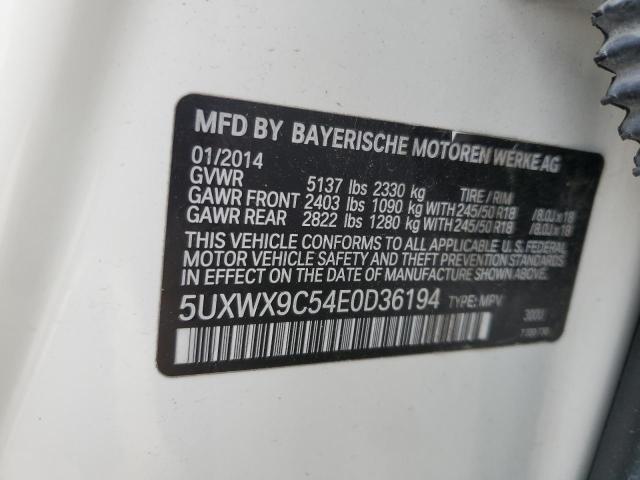 MFD BY BAYERISCHE MOTOREN WERKE AG
01/2014
GVWR 5137 lbs 2330 kg TIRE / RIM
GAWR FRONT 2403 lbs 1090 kg WITH 245/50 R18 / 8.0J x 18
GAWR REAR 2822 lbs 1280 kg WITH 245/50 R18 / 8.0J x 18
THIS VEHICLE CONFORMS TO ALL APPLICABLE U.S. FEDERAL
MOTOR VEHICLE SAFETY AND THEFT PREVENTION STANDARDS
IN EFFECT ON THE DATE OF MANUFACTURE SHOWN ABOVE.
5UXWX9C54E0D36194 TYPE: MPV